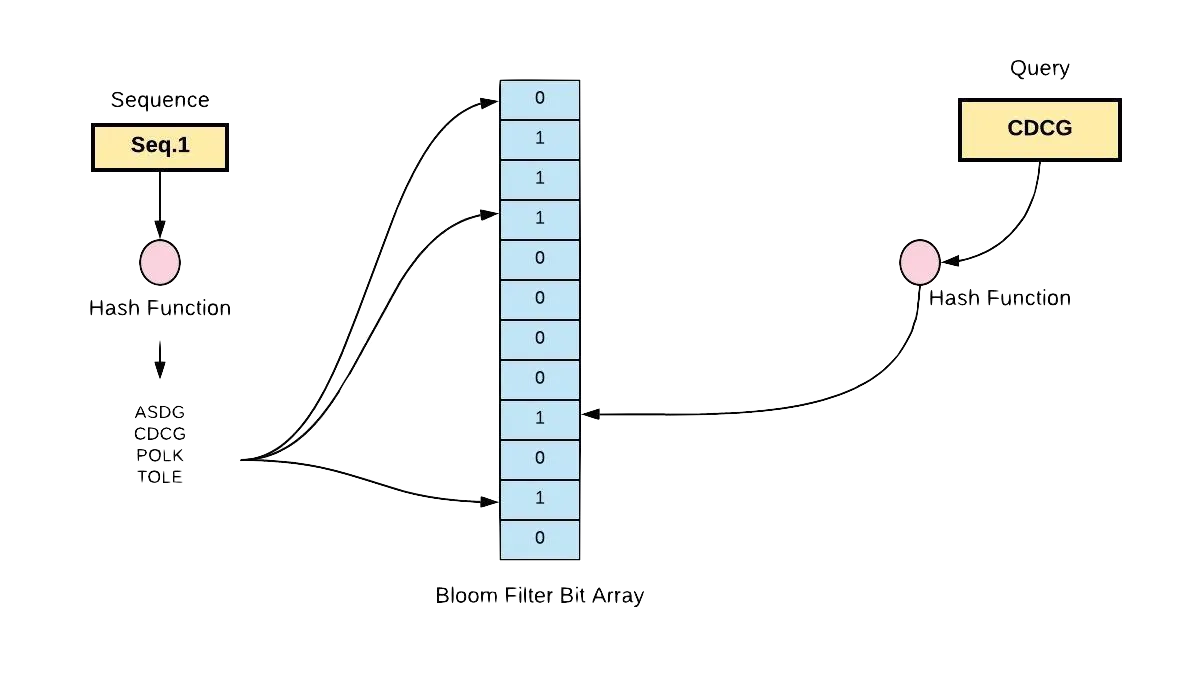 Sequence
Seq.1
Hash Function
ASDG
CDCG
POLK
TOLE
0
1
1
1
0
0
0
0
1
0
1
0
Bloom Filter Bit Array
Query
CDCG
Hash Function